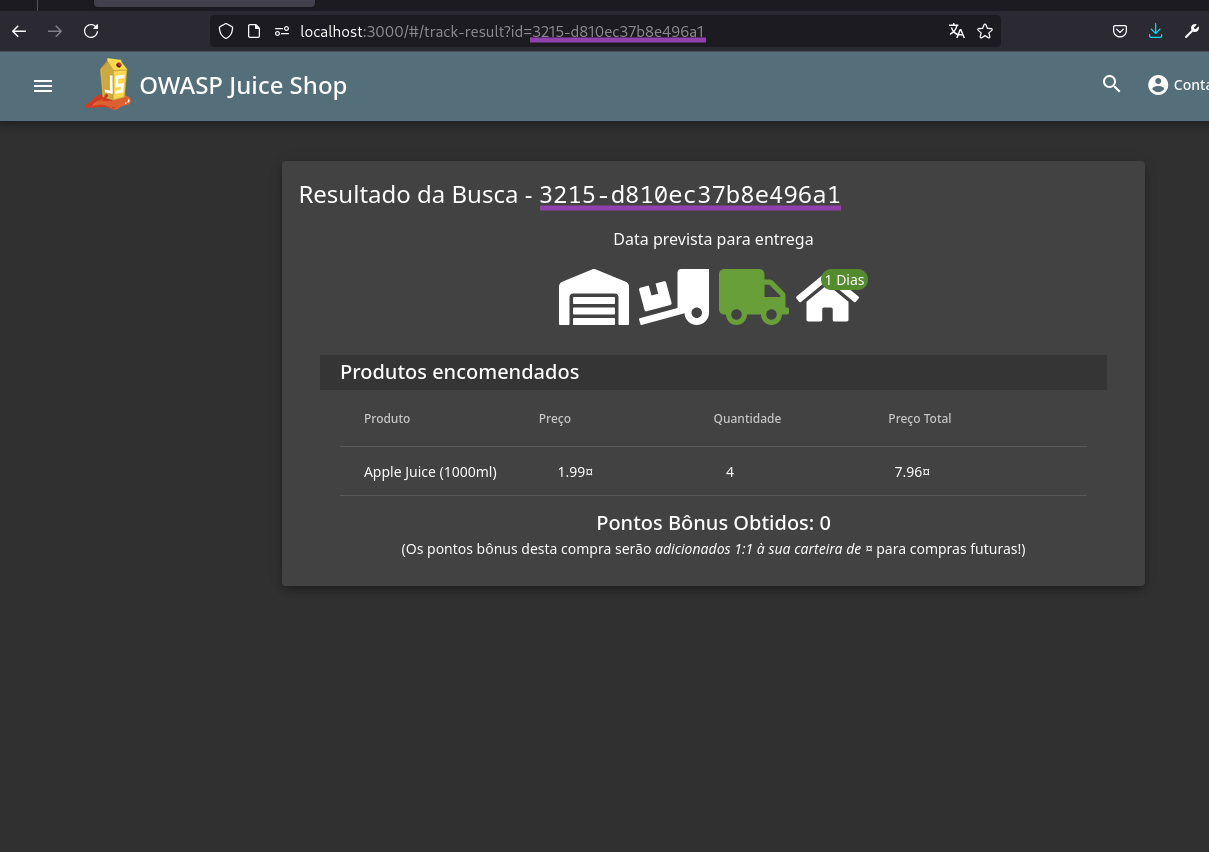 localhost:3000/#/track-result?id=3215-d810ec37b8e496a1
JS OWASP Juice Shop
Conta
Resultado da Busca - 3215-d810ec37b8e496a1
Data prevista para entrega
1 Dias
Produtos encomendados
Produto Preço Quantidade Preço Total
Apple Juice (1000ml) 1.99¤ 4 7.96¤
Pontos Bônus Obtidos: 0
(Os pontos bônus desta compra serão adicionados 1:1 à sua carteira de ¤ para compras futuras!)